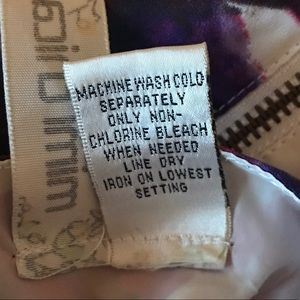 MACHINE WASH COLD
SEPARATELY
ONLY NON-
CHLORINE BLEACH
WHEN NEEDED
LINE DRY
IRON ON LOWEST
SETTING